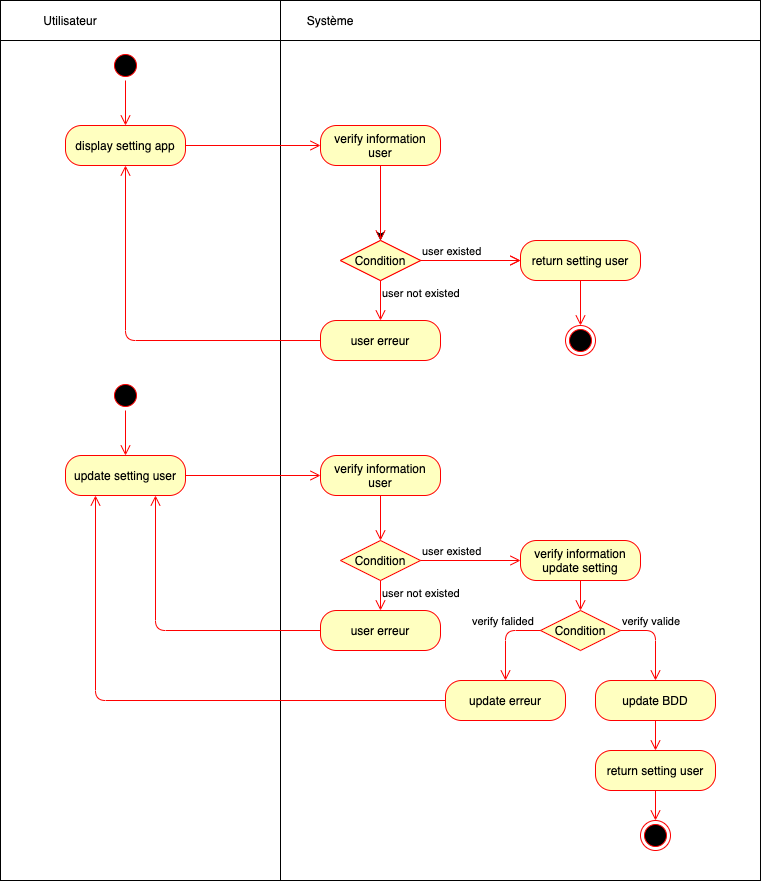 Utilisateur
Système
display setting app
verify information
user
Condition
user existed
return setting user
user not existed
user erreur
update setting user
verify information
user
Condition
user existed
verify information
update setting
user not existed
user erreur
verify falided
Condition
verify valide
update erreur
update BDD
return setting user